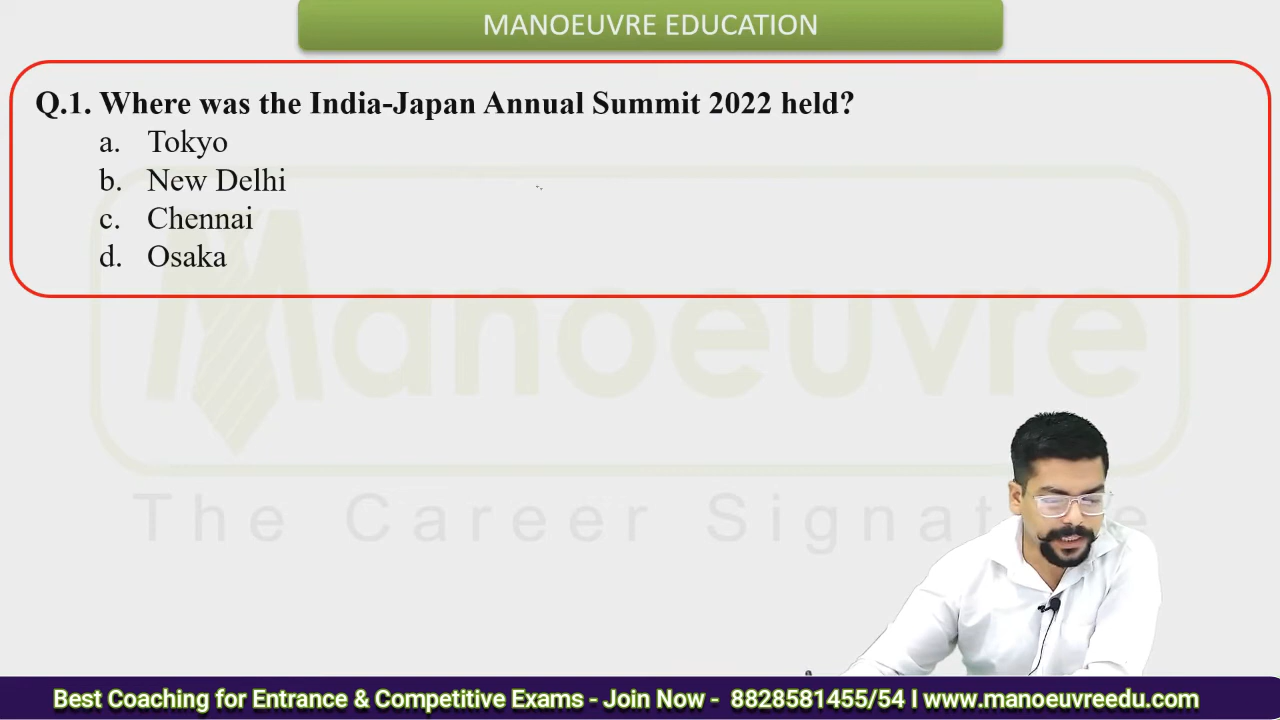 MANOEUVRE EDUCATION
Q.1. Where was the India-Japan Annual Summit 2022 held?
a. Tokyo
b. New Delhi
c. Chennai
d. Osaka
Manoeuvre
The Career Signature
Best Coaching for Entrance & Competitive Exams - Join Now - 8828581455/54 I www.manoeuvreedu.com